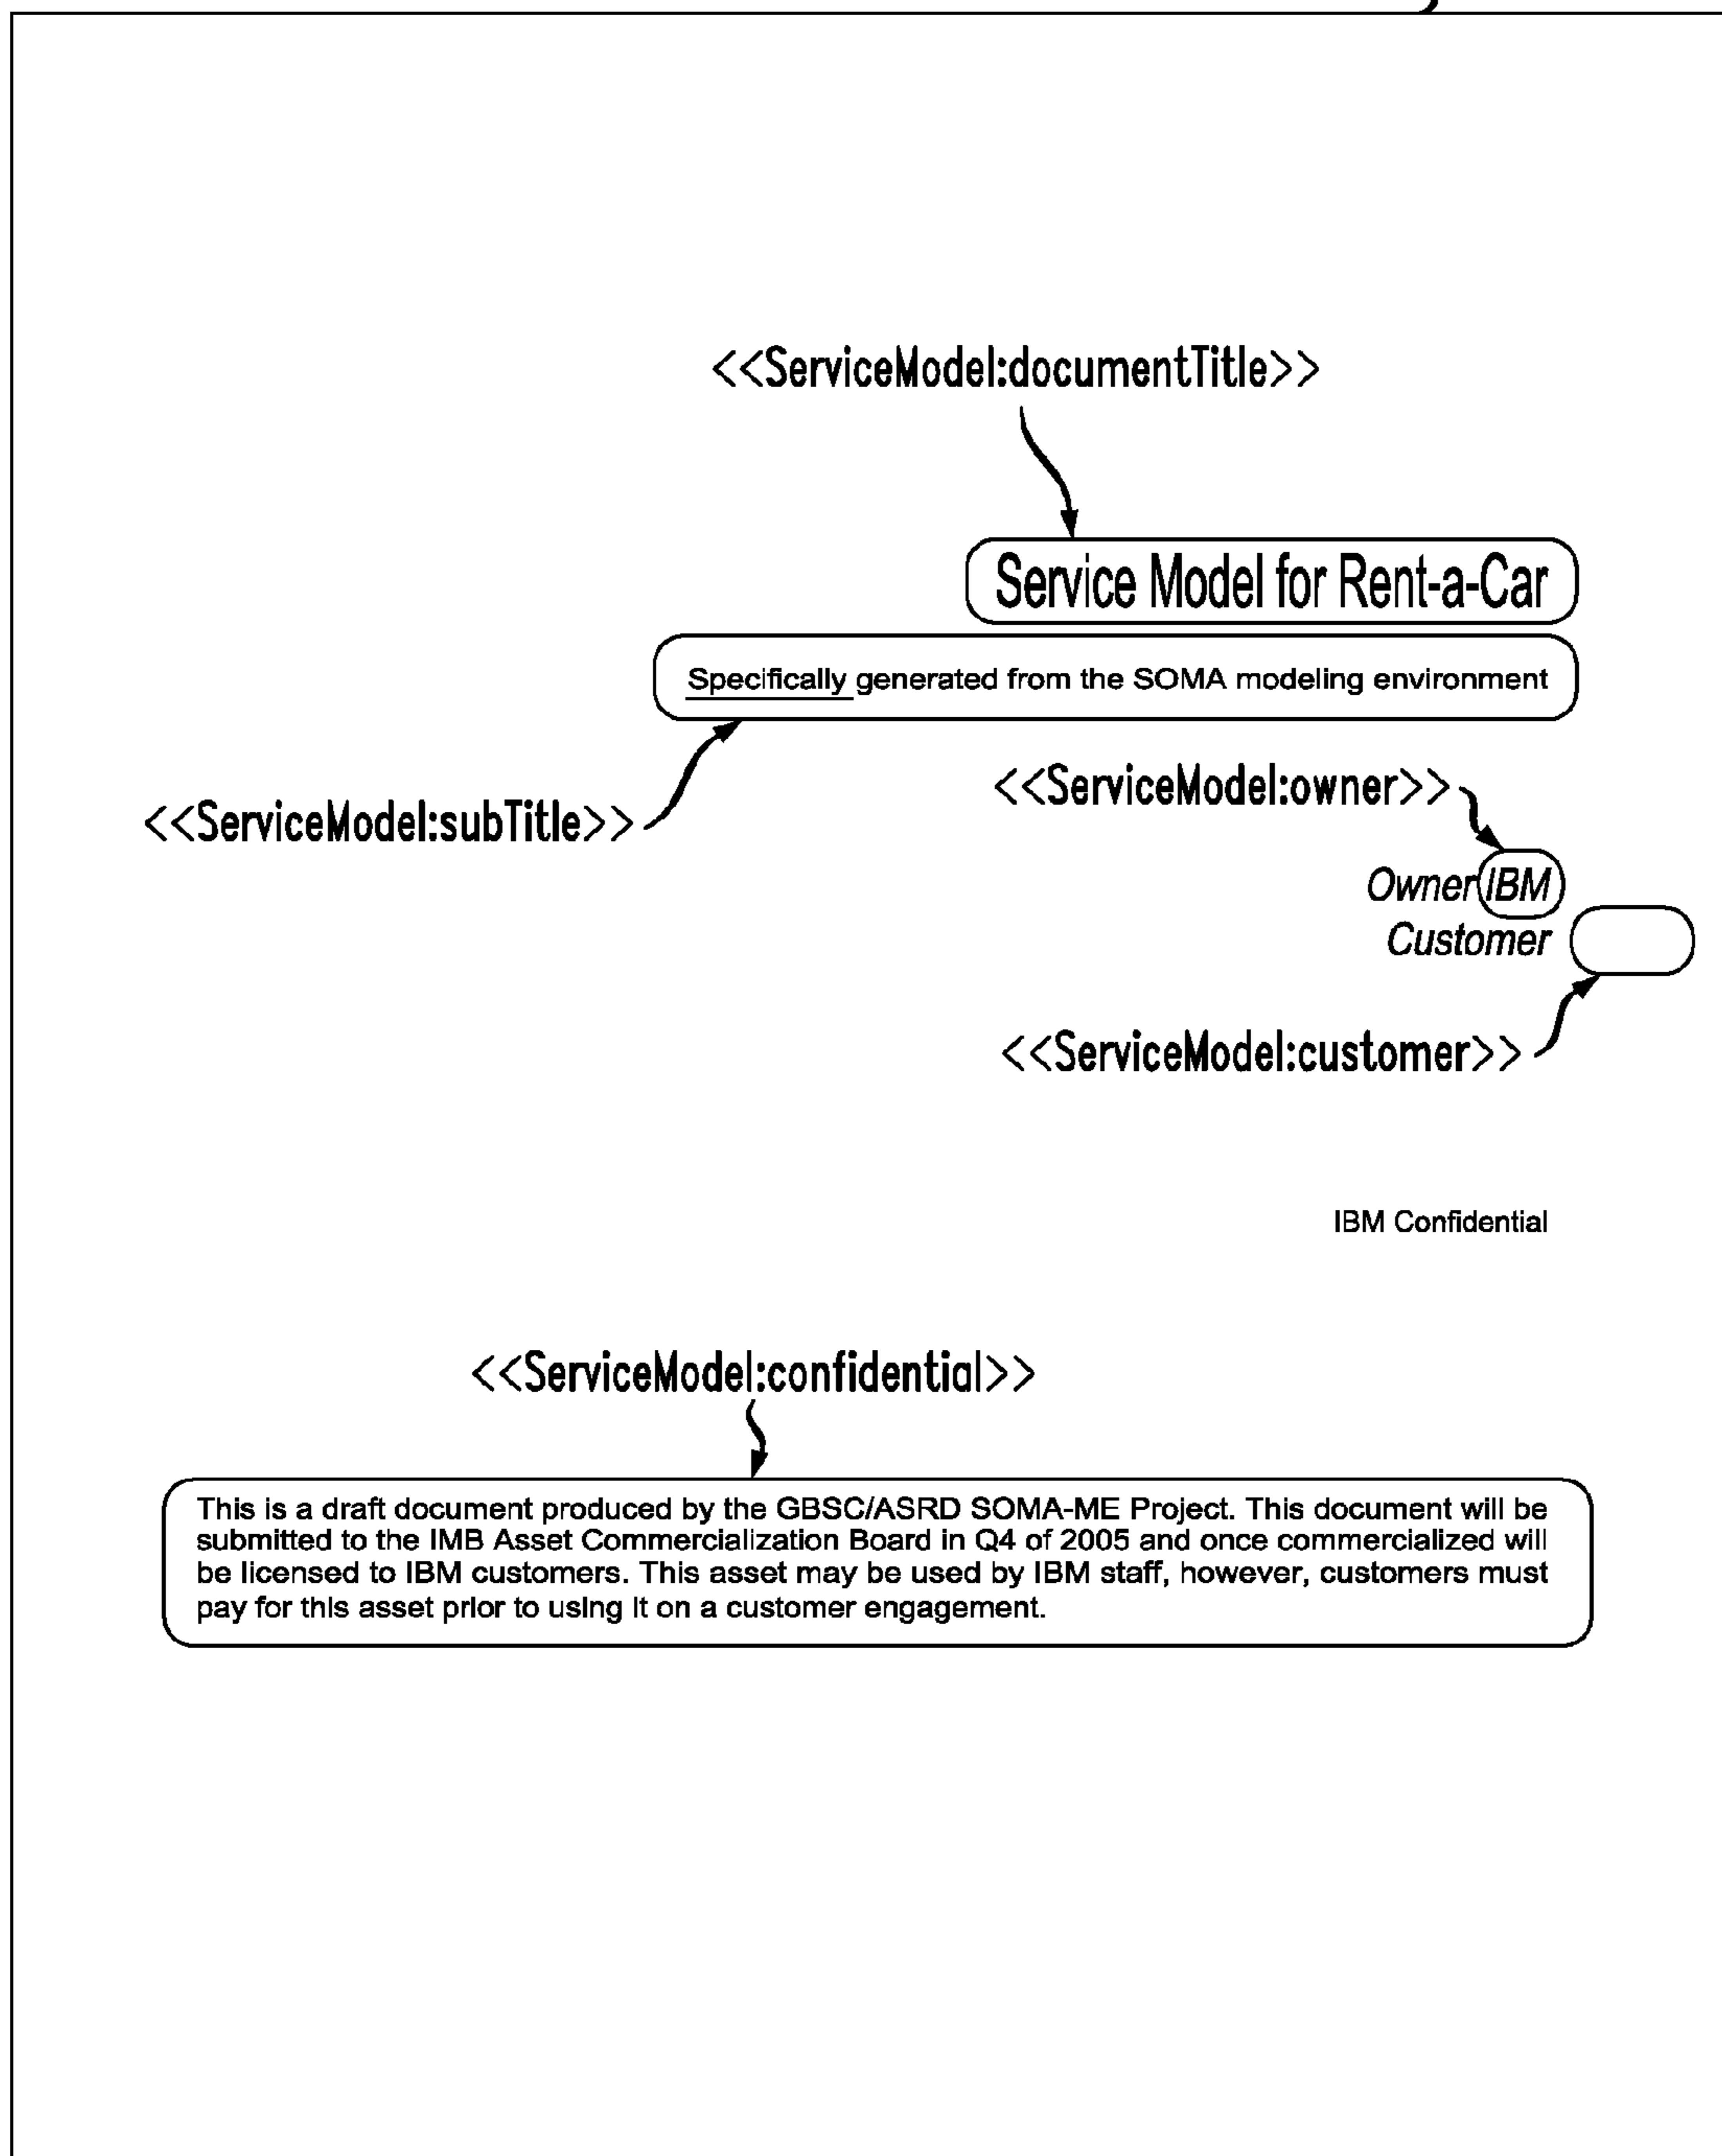 <<ServiceModel:documentTitle>>
Service Model for Rent-a-Car
Specifically generated from the SOMA modeling environment
<<ServiceModel:owner>>
<<ServiceModel:subTitle>>
Owner IBM
Customer
<<ServiceModel:customer>>
IBM Confidential
<<ServiceModel:confidential>>
This is a draft document produced by the GBSC/ASRD SOMA-ME Project. This document will be
submitted to the IMB Asset Commercialization Board in Q4 of 2005 and once commercialized will
be licensed to IBM customers. This asset may be used by IBM staff, however, customers must
pay for this asset prior to using it on a customer engagement.